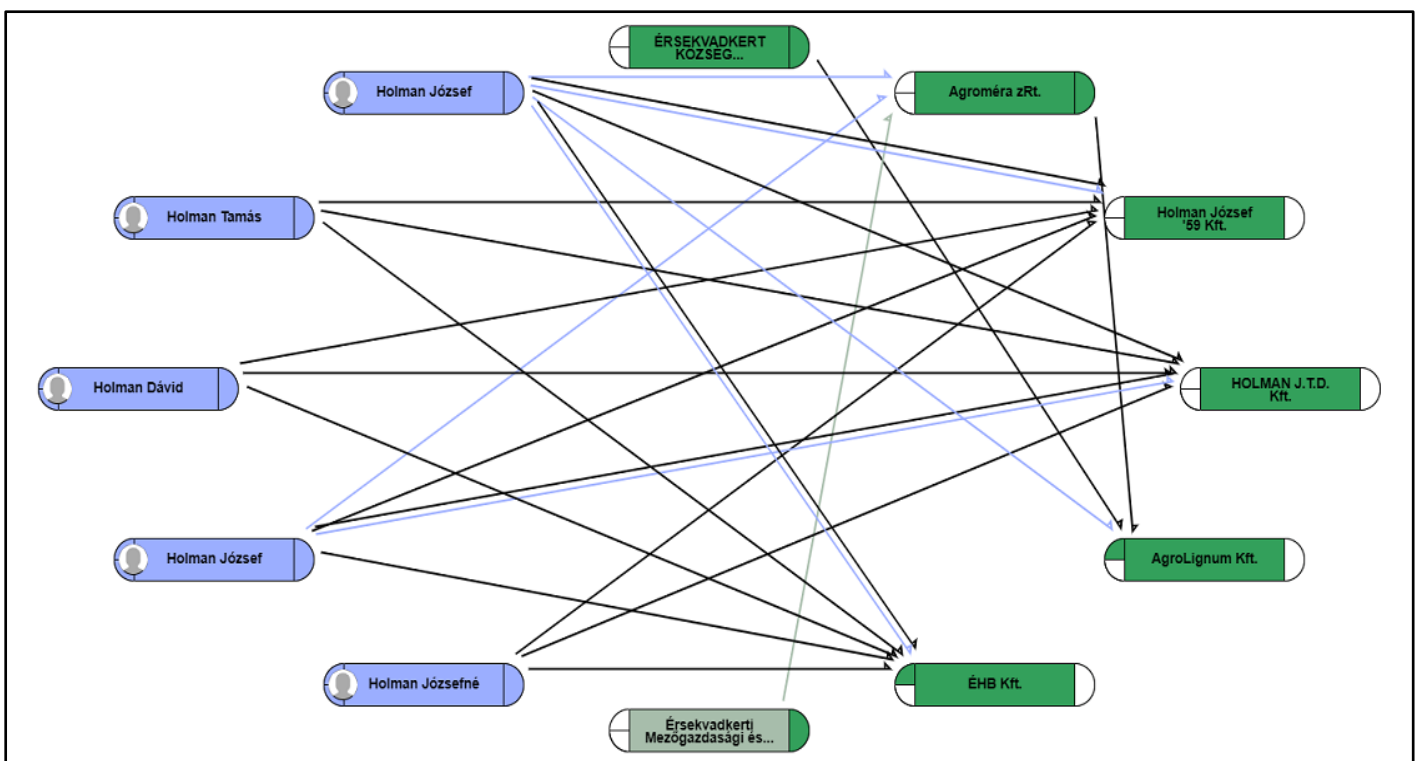 ÉRSEKVADKERT
KÖZSÉG...
Holman József
Agroméra zRt.
Holman Tamás
Holman József
'59 Kft.
Holman Dávid
HOLMAN J.T.D.
Kft.
Holman József
AgroLignum Kft.
Holman Józsefné
ÉHB Kft.
Érsekvadkerti
Mezőgazdasági és...